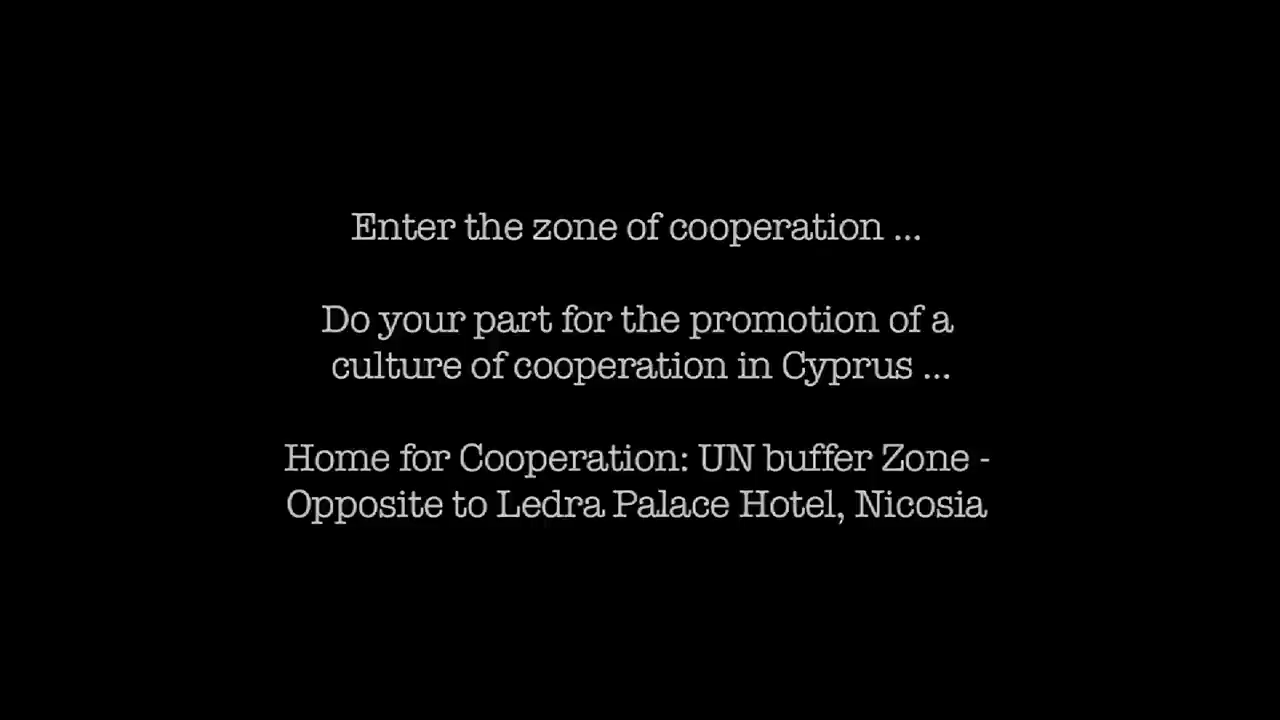 Enter the zone of cooperation ...
Do your part for the promotion of a
culture of cooperation in Cyprus ...
Home for Cooperation: UN buffer Zone -
Opposite to Ledra Palace Hotel, Nicosia